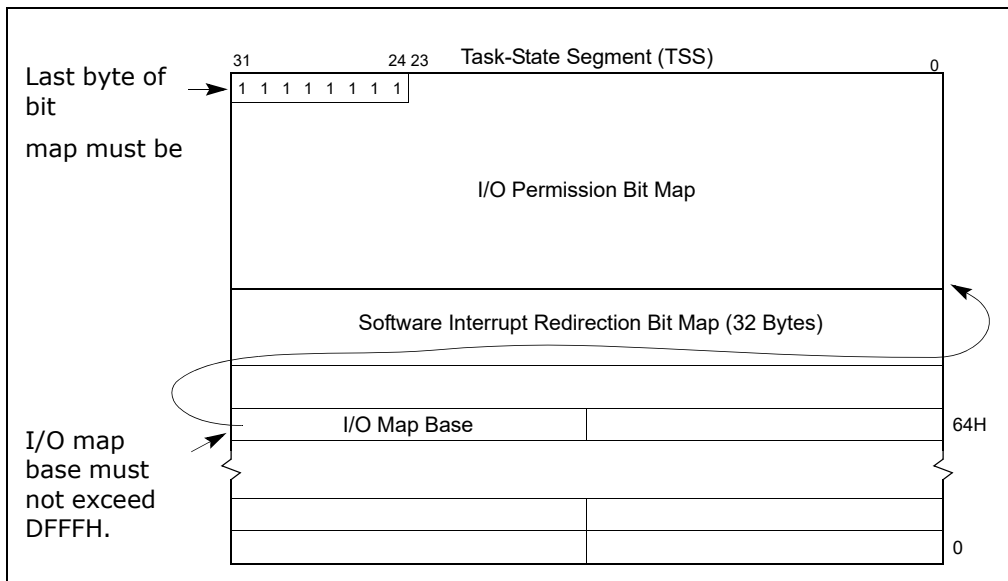 Task-State Segment (TSS)
31
24 23
0
Last byte of
bit
map must be
1 1 1 1 1 1 1 1
I/O Permission Bit Map
Software Interrupt Redirection Bit Map (32 Bytes)
I/O Map Base
64H
I/O map
base must
not exceed
DFFFH.
0